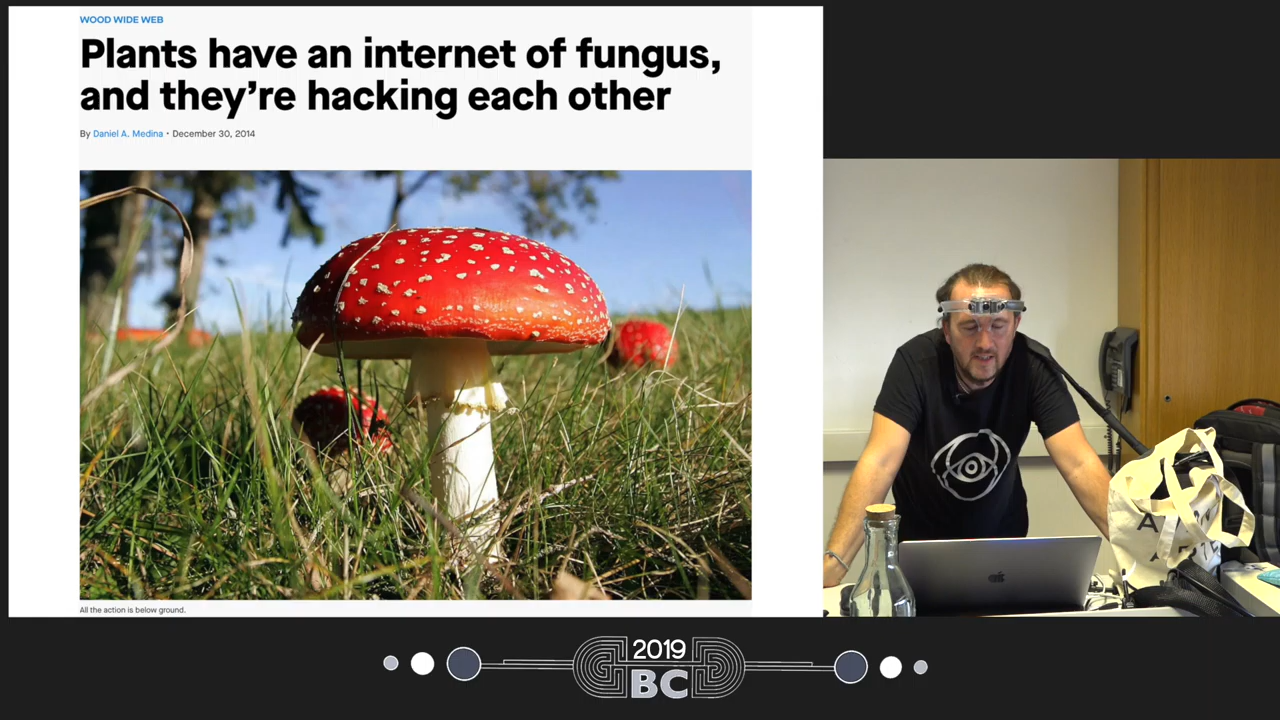 WOOD WIDE WEB
Plants have an internet of fungus,
and they're hacking each other
By Daniel A. Medina • December 30, 2014
All the action is below ground.
2019
BC